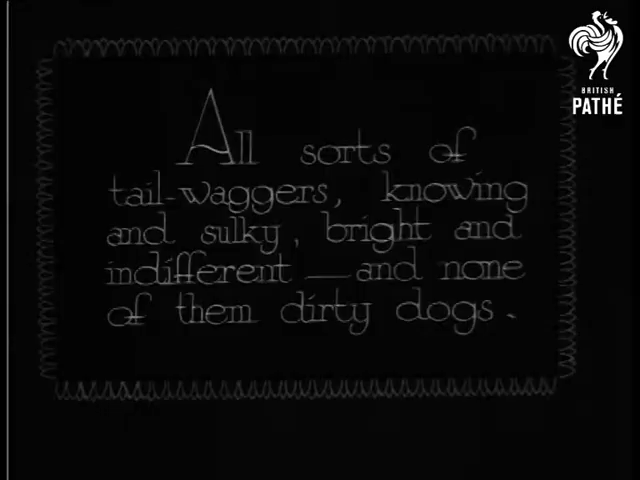 BRITISH
PATHÉ
All sorts of
tail-waggers, knowing
and sulky, bright and
indifferent — and none
of them dirty dogs.